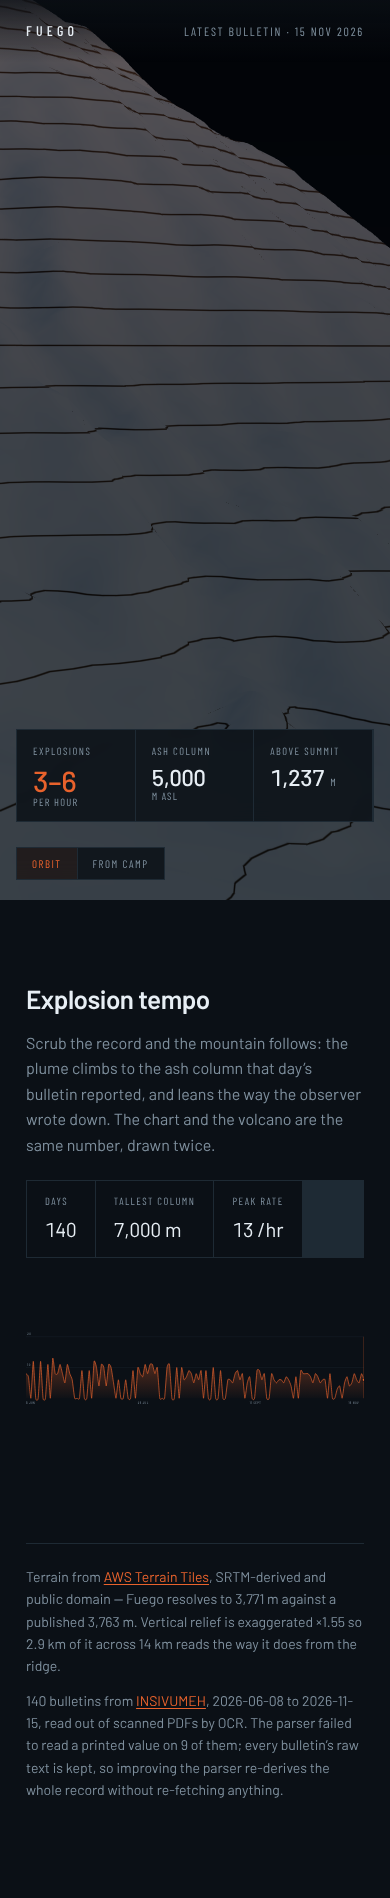 FUEGO
LATEST BULLETIN · 15 NOV 2026
EXPLOSIONS
3–6
PER HOUR
ASH COLUMN
5,000
M ASL
ABOVE SUMMIT
1,237 M
ORBIT
FROM CAMP
Explosion tempo
Scrub the record and the mountain follows: the
plume climbs to the ash column that day’s
bulletin reported, and leans the way the observer
wrote down. The chart and the volcano are the
same number, drawn twice.
DAYS
140
TALLEST COLUMN
7,000 m
PEAK RATE
13 /hr
Terrain from AWS Terrain Tiles, SRTM-derived and
public domain — Fuego resolves to 3,771 m against a
published 3,763 m. Vertical relief is exaggerated ×1.55 so
2.9 km of it across 14 km reads the way it does from the
ridge.
140 bulletins from INSIVUMEH, 2026-06-08 to 2026-11-
15, read out of scanned PDFs by OCR. The parser failed
to read a printed value on 9 of them; every bulletin’s raw
text is kept, so improving the parser re-derives the
whole record without re-fetching anything.